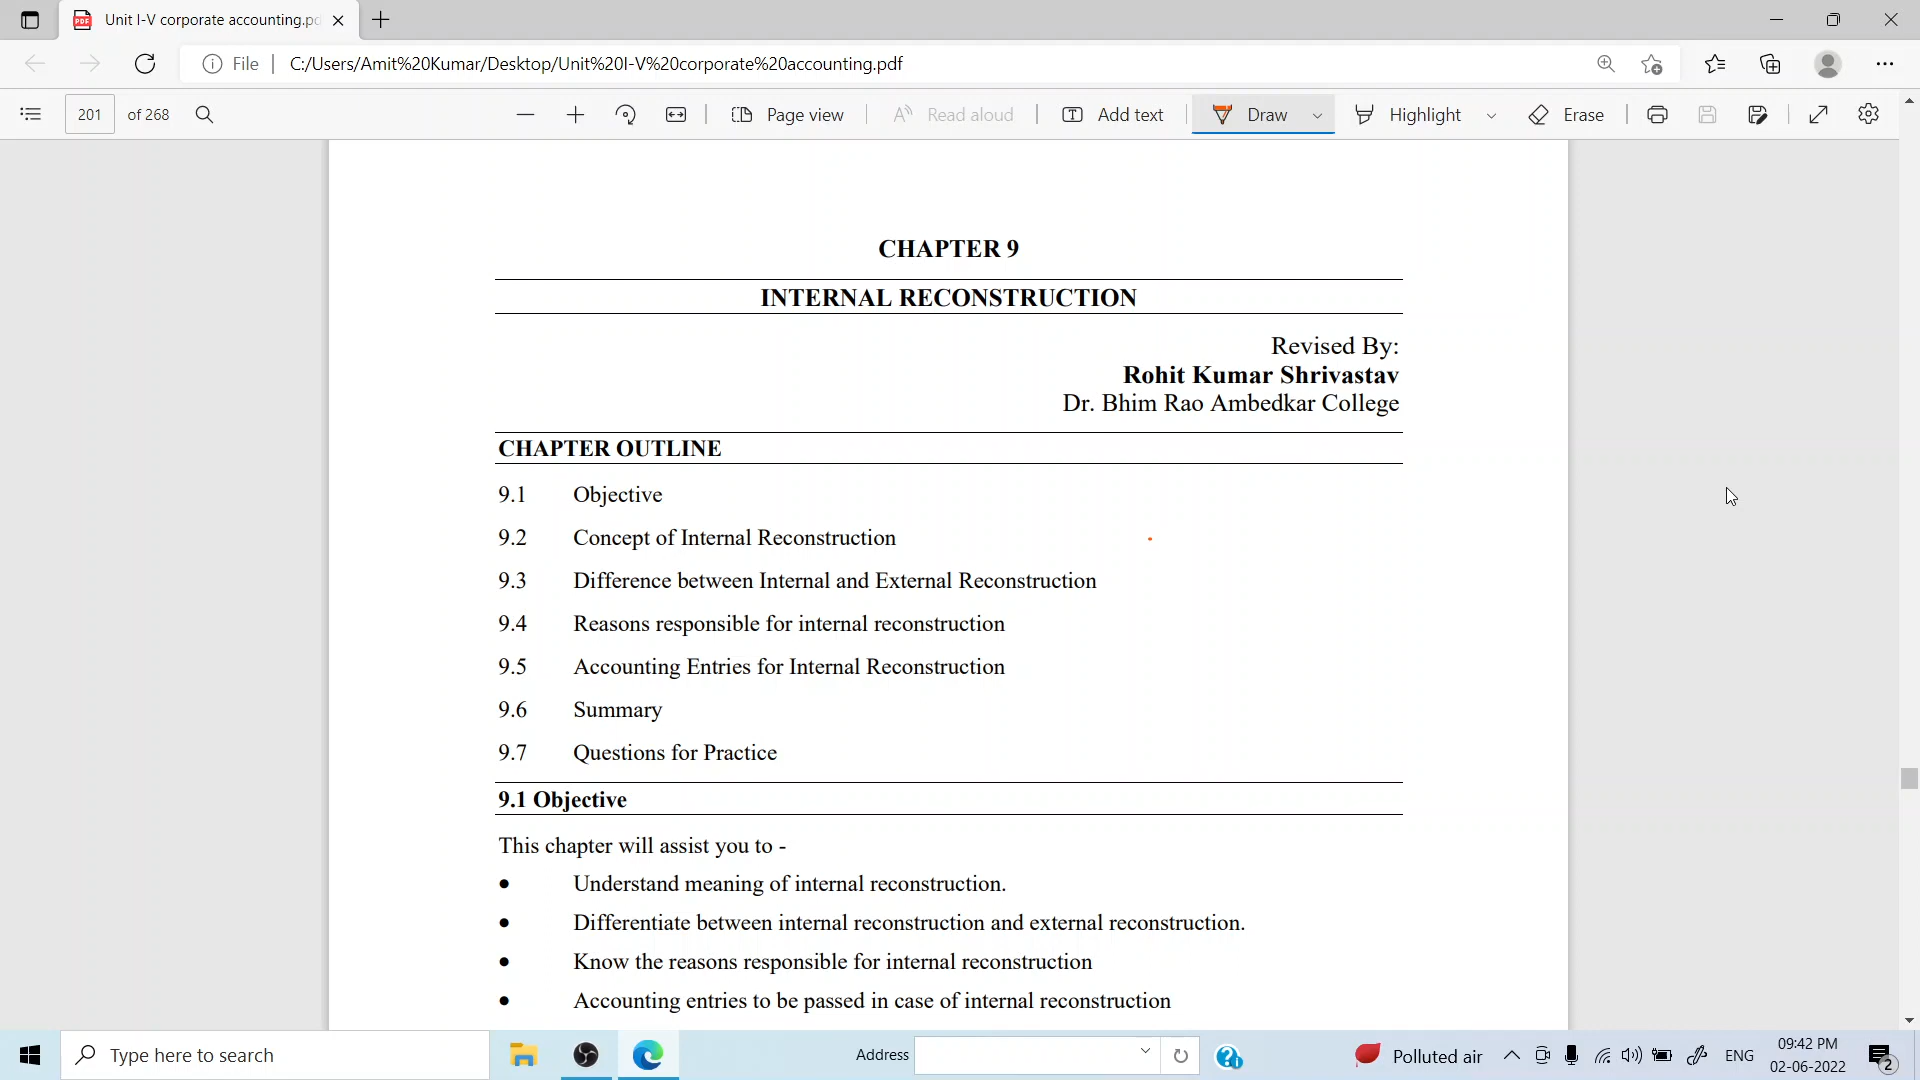 Unit I-V corporate accounting.pd
File
C:/Users/Amit%20Kumar/Desktop/Unit%20I-V%20corporate%20accounting.pdf
201 of 268
Page view
Read aloud
Add text
Draw
Highlight
Erase
CHAPTER 9
INTERNAL RECONSTRUCTION
Revised By:
Rohit Kumar Shrivastav
Dr. Bhim Rao Ambedkar College
CHAPTER OUTLINE
9.1 Objective
9.2 Concept of Internal Reconstruction
9.3 Difference between Internal and External Reconstruction
9.4 Reasons responsible for internal reconstruction
9.5 Accounting Entries for Internal Reconstruction
9.6 Summary
9.7 Questions for Practice
9.1 Objective
This chapter will assist you to -
• Understand meaning of internal reconstruction.
• Differentiate between internal reconstruction and external reconstruction.
• Know the reasons responsible for internal reconstruction
• Accounting entries to be passed in case of internal reconstruction
Type here to search
Address
Polluted air
ENG
09:42 PM
02-06-2022
2